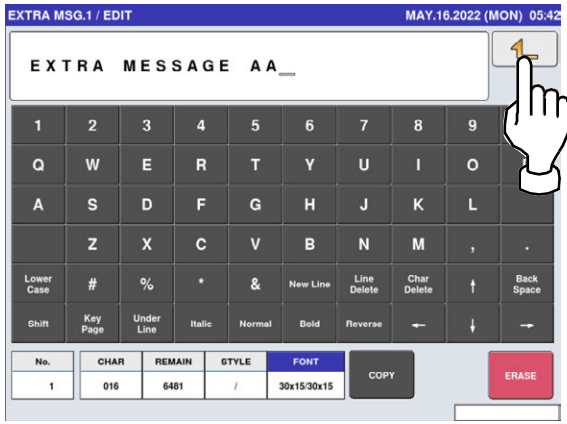 EXTRA MSG.1 / EDIT MAY.16.2022 (MON) 05:42
EXTRA MESSAGE AA_
1 2 3 4 5 6 7 8 9
Q W E R T Y U I O
A S D F G H J K L
Z X C V B N M , .
Lower Case # % * & New Line Line Delete Char Delete ↑ Back Space
Shift Key Page Under Line Italic Normal Bold Reverse ← ↓ →
No. CHAR REMAIN STYLE FONT
1 016 6481 / 30x15/30x15
COPY ERASE